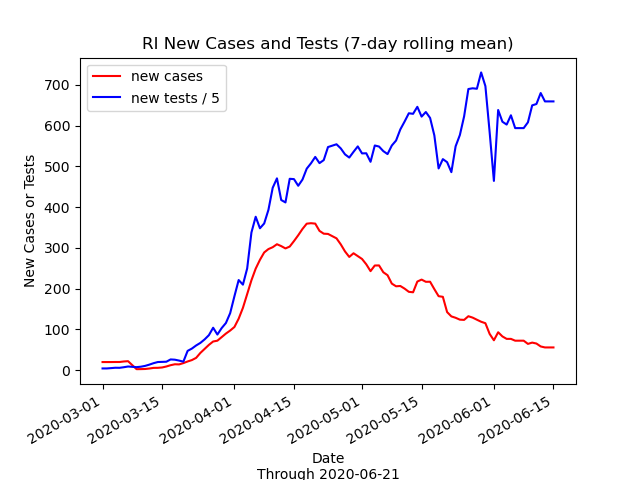 RI New Cases and Tests (7-day rolling mean)
new cases
new tests / 5
New Cases or Tests
700
600
500
400
300
200
100
0
2020-03-01
2020-03-15
2020-04-01
2020-04-15
2020-05-01
2020-05-15
2020-06-01
2020-06-15
Date
Through 2020-06-21